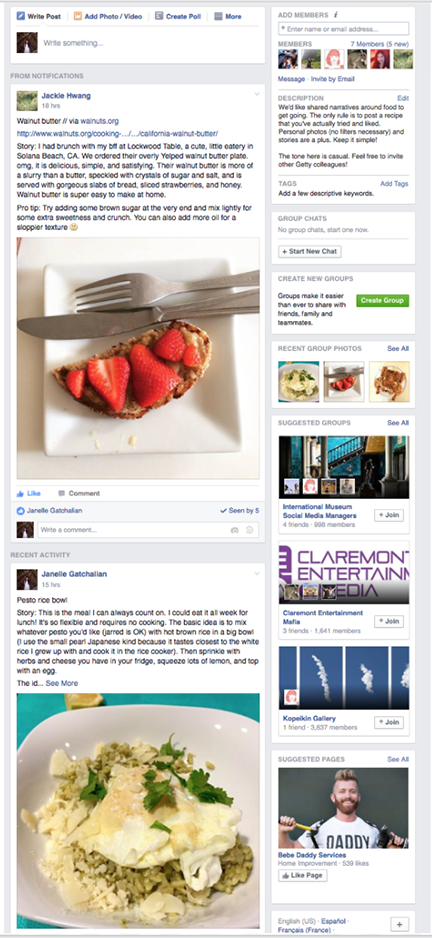 Write Post
Add Photo / Video
Create Poll
More
Write something...
FROM NOTIFICATIONS
Jackie Hwang
18 hrs
Walnut butter // via walnuts.org
http://www.walnuts.org/cooking-.../.../california-walnut-butter/
Story: I had brunch with my bff at Lockwood Table, a cute, little eatery in
Solana Beach, CA. We ordered their overly Yelped walnut butter plate.
omg, it is delicious, simple, and satisfying. Their walnut butter is more of
a slurry than a butter, speckled with crystals of sugar and salt, and is
served with gorgeous slabs of bread, sliced strawberries, and honey.
Walnut butter is super easy to make at home.
Pro tip: Try adding some brown sugar at the very end and mix lightly for
some extra sweetness and crunch. You can also add more oil for a
sloppier texture
Like
Comment
Janelle Gatchalian
Seen by 5
Write a comment...
RECENT ACTIVITY
Janelle Gatchalian
15 hrs
Pesto rice bowl
Story: This is the meal I can always count on. I could eat it all week for
lunch! It's so flexible and requires no cooking. The basic idea is to mix
whatever pesto you'd like (jarred is OK) with hot brown rice in a big bowl
(I use the small pearl Japanese kind because it tastes closest to the white
rice I grew up with and cook it in the rice cooker). Then sprinkle with
herbs and cheese you have in your fridge, squeeze lots of lemon, and top
with an egg.
The id... See More
ADD MEMBERS i
+ Enter name or email address...
MEMBERS
7 Members (5 new)
Message · Invite by Email
DESCRIPTION
Edit
We'd like shared narratives around food to
get going. The only rule is to post a recipe
that you've actually tried and liked.
Personal photos (no filters necessary) and
stories are a plus. Keep it simple!
The tone here is casual. Feel free to invite
other Getty colleagues!
TAGS
Add Tags
Add a few descriptive keywords.
GROUP CHATS
No group chats, start one now.
+ Start New Chat
CREATE NEW GROUPS
Groups make it easier
than ever to share with
friends, family and
teammates.
Create Group
RECENT GROUP PHOTOS
See All
SUGGESTED GROUPS
See All
International Museum
Social Media Managers
4 friends · 998 members
+ Join
CLAREMONT
ENTERTAINM
MEDIA
Claremont Entertainment
Mafia
3 friends · 1,641 members
+ Join
Kopeikin Gallery
1 friend · 3,837 members
+ Join
SUGGESTED PAGES
See All
DADDY
Bebe Daddy Services
Home Improvement · 539 likes
Like Page
English (US) · Español ·
Français (France) ·
+